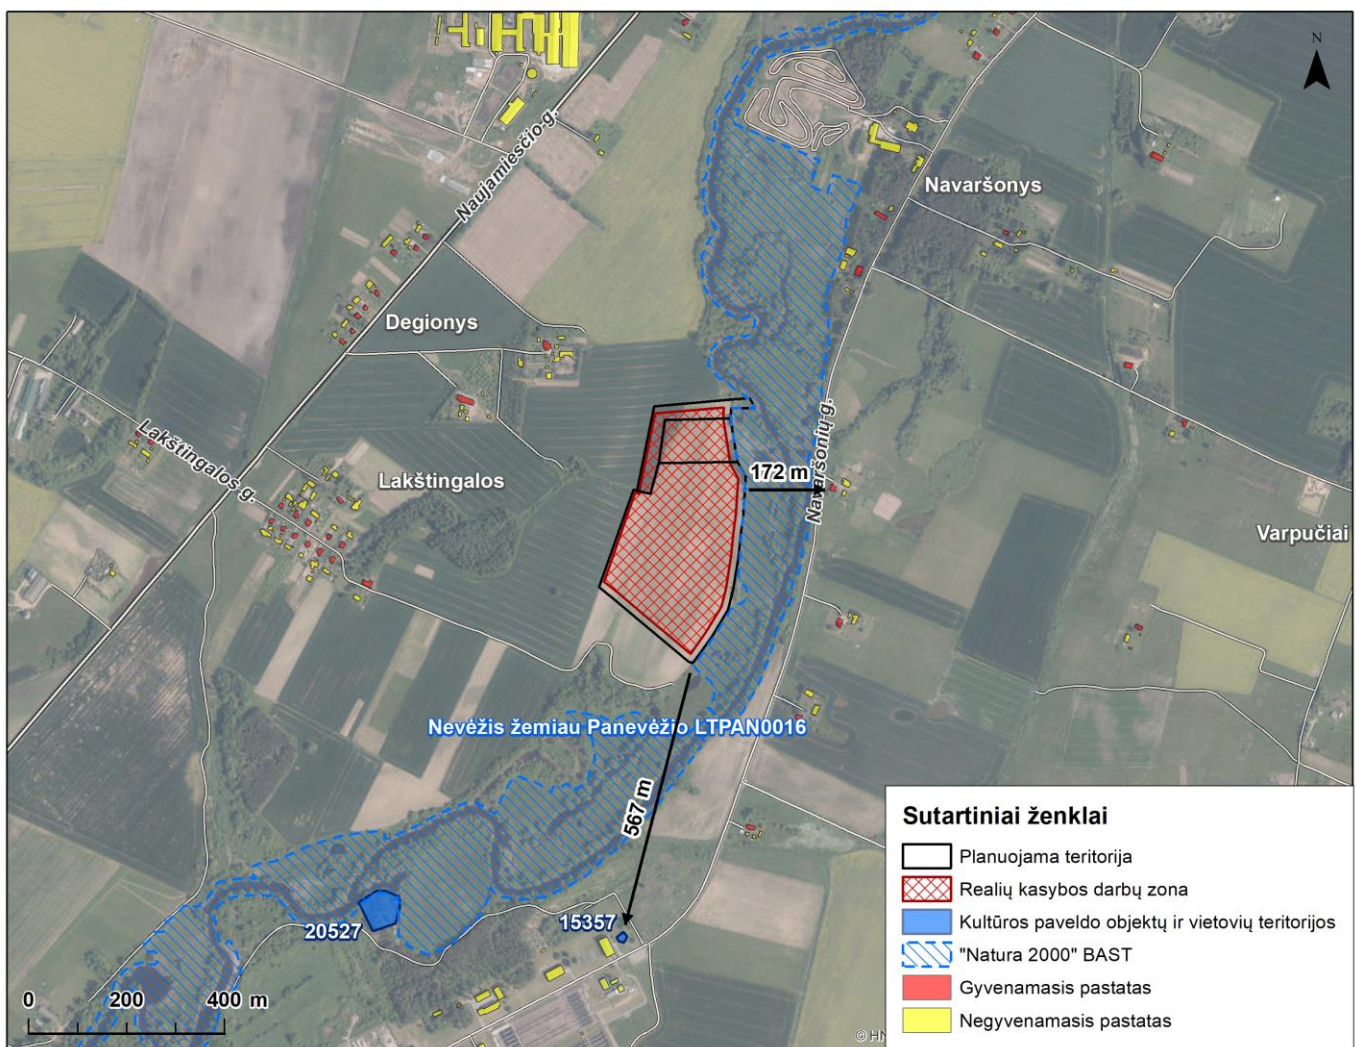 N
Naujamiesčio g.
Navaršonys
Degionys
Lakštingalos g.
Lakštingalos
172 m
Navaršonių g.
Varpučiai
Nevėžis žemiau Panevėžio LTPAN0016
567 m
20527
15357
0 200 400 m
© HN
Sutartiniai ženklai
Planuojama teritorija
Realių kasybos darbų zona
Kultūros paveldo objektų ir vietovių teritorijos
"Natura 2000" BAST
Gyvenamasis pastatas
Negyvenamasis pastatas